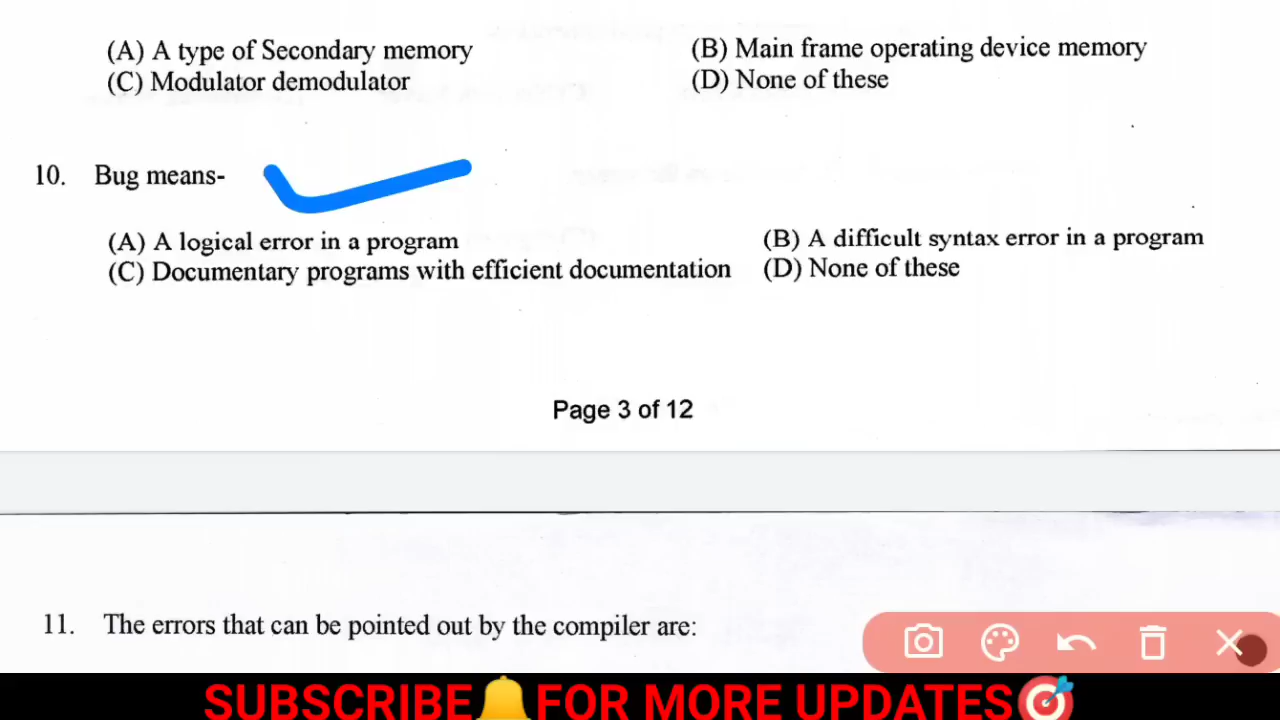 (A) A type of Secondary memory (B) Main frame operating device memory
(C) Modulator demodulator (D) None of these
10. Bug means-
(A) A logical error in a program (B) A difficult syntax error in a program
(C) Documentary programs with efficient documentation (D) None of these
Page 3 of 12
11. The errors that can be pointed out by the compiler are:
SUBSCRIBE🔔FOR MORE UPDATES🎯